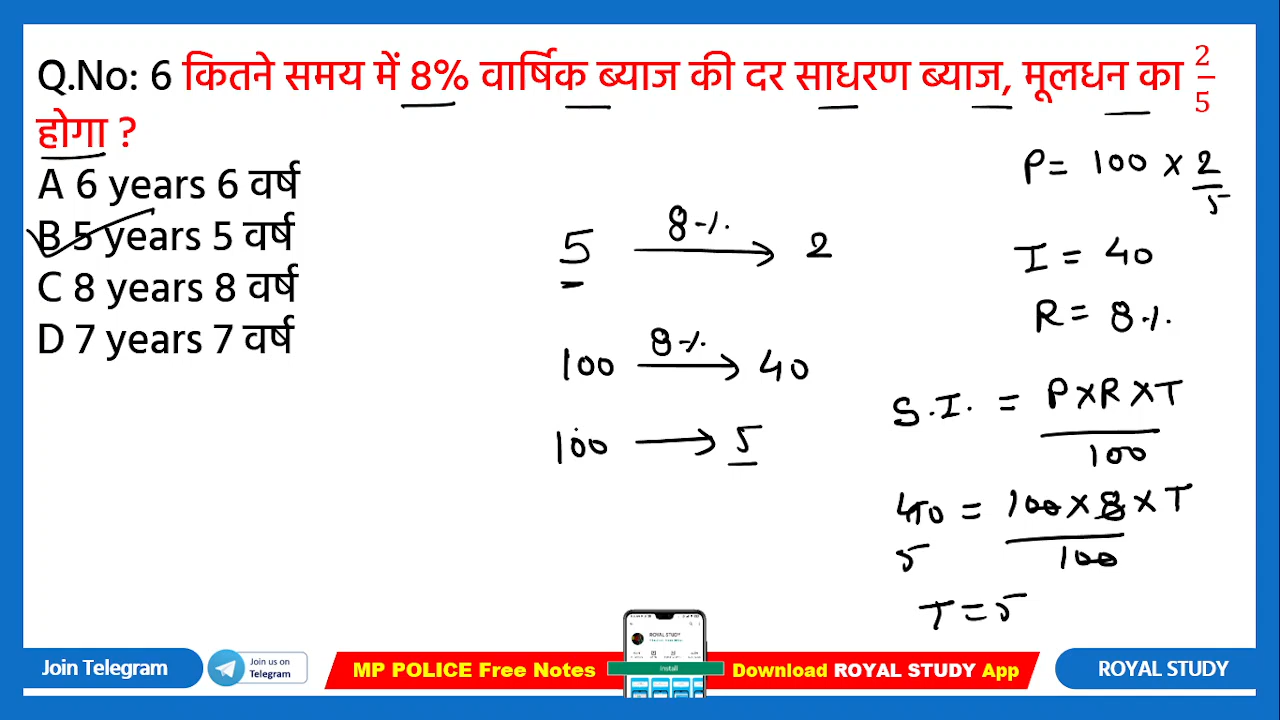 Q.No: 6 कितने समय में 8% वार्षिक ब्याज की दर साधरण ब्याज, मूलधन का 2/5
होगा ?
A 6 years 6 वर्ष
B 5 years 5 वर्ष
C 8 years 8 वर्ष
D 7 years 7 वर्ष
5 8% → 2
100 8% → 40
100 → 5
P = 100 × 2/5
I = 40
R = 8%
S.I. = P×R×T/100
40 = 100×8×T/100
5
T = 5
ROYAL STUDY
Install
Join Telegram
Join us on
Telegram
MP POLICE Free Notes
Download ROYAL STUDY App
ROYAL STUDY